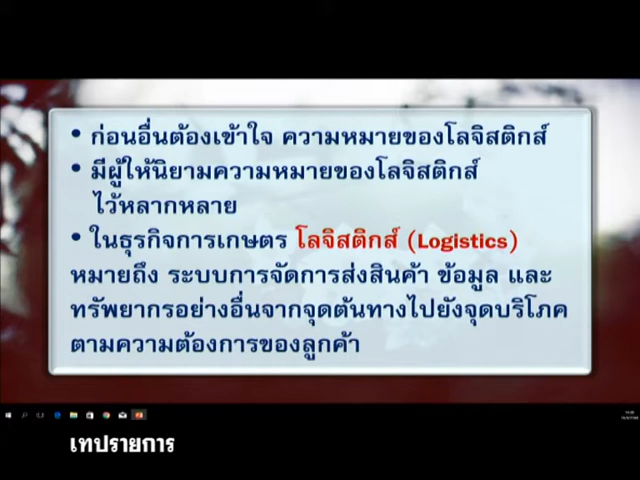 • ก่อนอื่นต้องเข้าใจ ความหมายของโลจิสติกส์
• มีผู้ให้นิยามความหมายของโลจิสติกส์
ไว้หลากหลาย
• ในธุรกิจการเกษตร โลจิสติกส์ (Logistics)
หมายถึง ระบบการจัดการส่งสินค้า ข้อมูล และ
ทรัพยากรอย่างอื่นจากจุดต้นทางไปยังจุดบริโภค
ตามความต้องการของลูกค้า
เทปรายการ